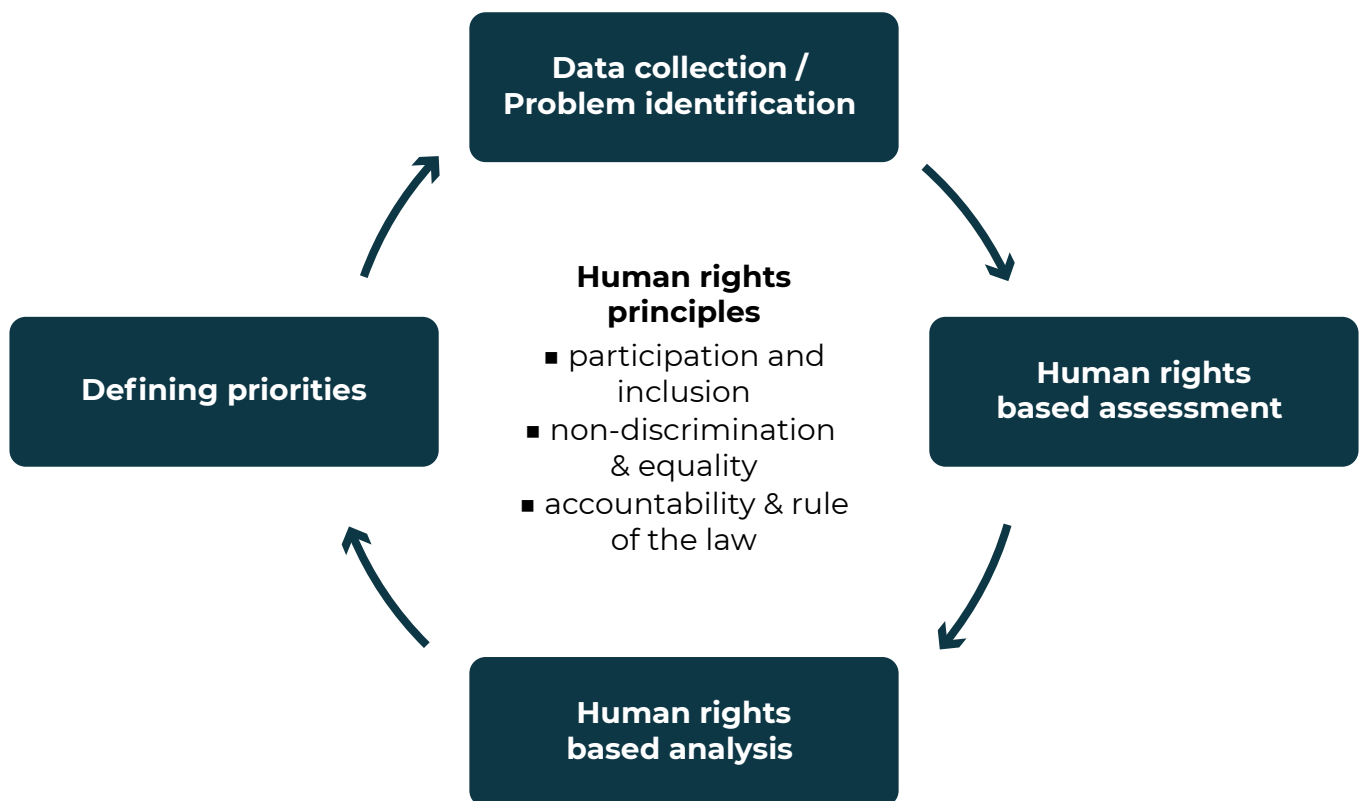 Data collection /
Problem identification
Human rights
principles
▪ participation and
inclusion
▪ non-discrimination
& equality
▪ accountability & rule
of the law
Defining priorities
Human rights
based assessment
Human rights
based analysis